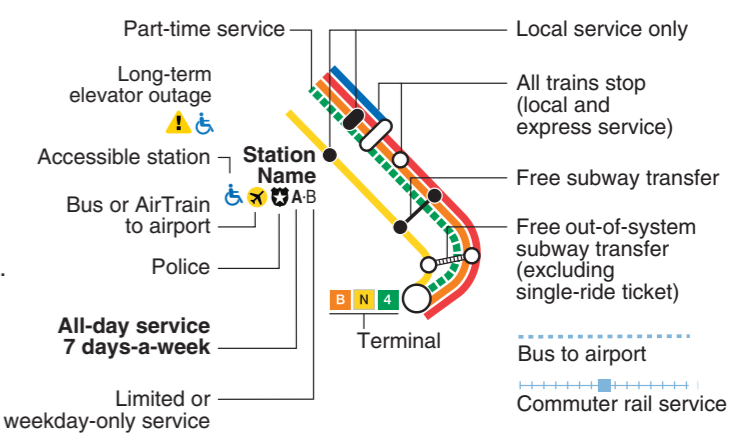 Part-time service
Local service only
Long-term
elevator outage
All trains stop
(local and
express service)
Accessible station
Station
Name
A·B
Free subway transfer
Bus or AirTrain
to airport
Free out-of-system
subway transfer
(excluding
single-ride ticket)
.
Police
B N 4
Terminal
All-day service
7 days-a-week
Bus to airport
Limited or
weekday-only service
Commuter rail service